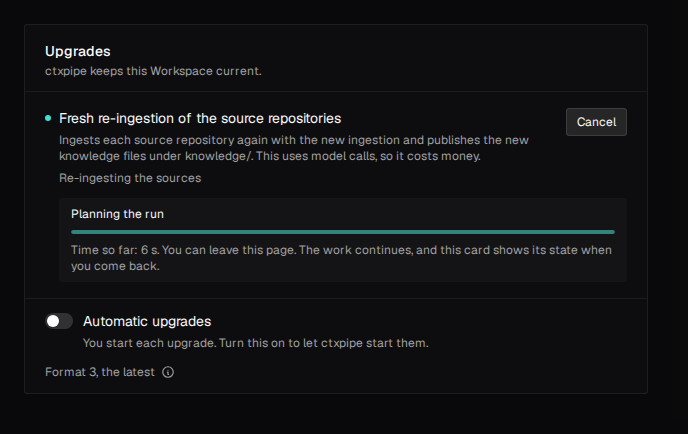 Upgrades
ctxpipe keeps this Workspace current.
Fresh re-ingestion of the source repositories
Cancel
Ingests each source repository again with the new ingestion and publishes the new
knowledge files under knowledge/. This uses model calls, so it costs money.
Re-ingesting the sources
Planning the run
Time so far: 6 s. You can leave this page. The work continues, and this card shows its state when
you come back.
Automatic upgrades
You start each upgrade. Turn this on to let ctxpipe start them.
Format 3, the latest